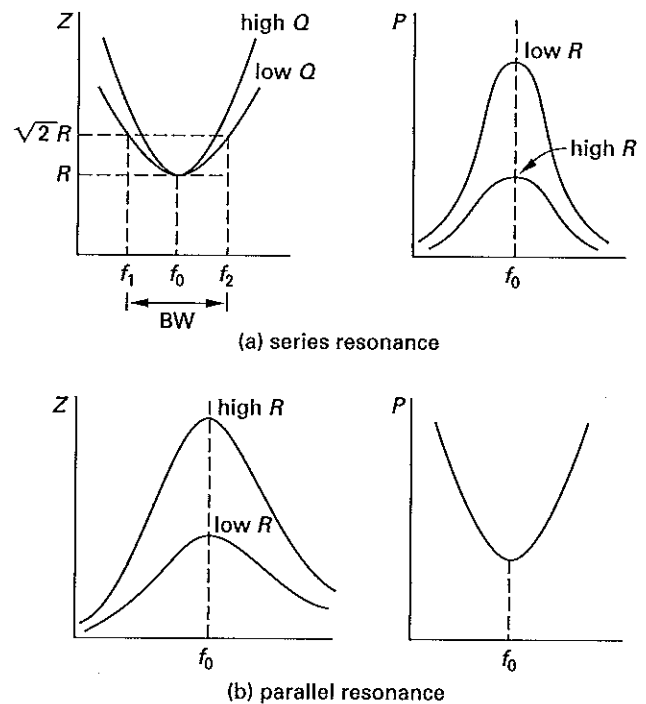 Z
high Q
low Q
√2 R
R
f₁
f₀
f₂
BW
P
low R
high R
f₀
(a) series resonance
Z
high R
low R
f₀
P
f₀
(b) parallel resonance